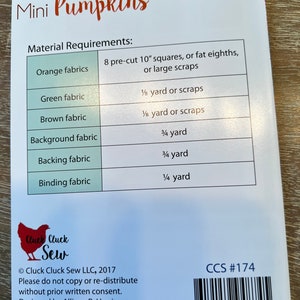 Mini Pumpkins
Material Requirements:
Orange fabrics
8 pre-cut 10" squares, or fat eighths,
or large scraps
Green fabric
⅛ yard or scraps
Brown fabric
⅛ yard or scraps
Background fabric
¾ yard
Backing fabric
¾ yard
Binding fabric
¼ yard
Cluck Cluck
Sew
© Cluck Cluck Sew LLC, 2017
Please do not copy or re-distribute
without prior written consent.
CCS #174